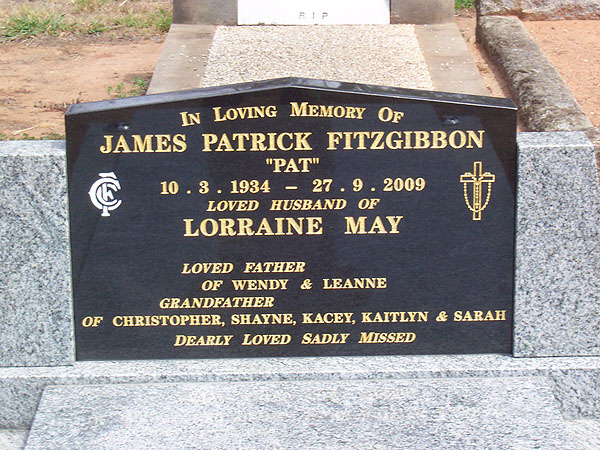 R I P
IN LOVING MEMORY OF
JAMES PATRICK FITZGIBBON
"PAT"
10 . 3 . 1934 – 27 . 9 . 2009
LOVED HUSBAND OF
LORRAINE MAY
LOVED FATHER
OF WENDY & LEANNE
GRANDFATHER
OF CHRISTOPHER, SHAYNE, KACEY, KAITLYN & SARAH
DEARLY LOVED SADLY MISSED
CFC